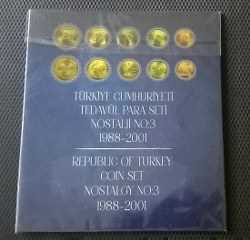 TÜRKİYE CUMHURİYETİ
TEDAVÜL PARA SETİ
NOSTALJİ NO:3
1988-2001
REPUBLIC OF TURKEY
COIN SET
NOSTALGY NO:3
1988-2001